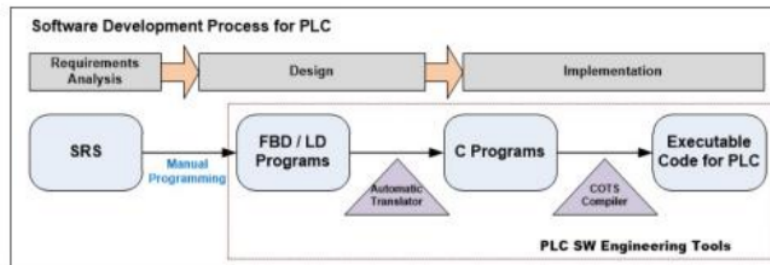 Software Development Process for PLC
Requirements
Analysis
Design
Implementation
SRS
Manual
Programming
FBD / LD
Programs
Automatic
Translator
C Programs
COTS
Compiler
Executable
Code for PLC
PLC SW Engineering Tools